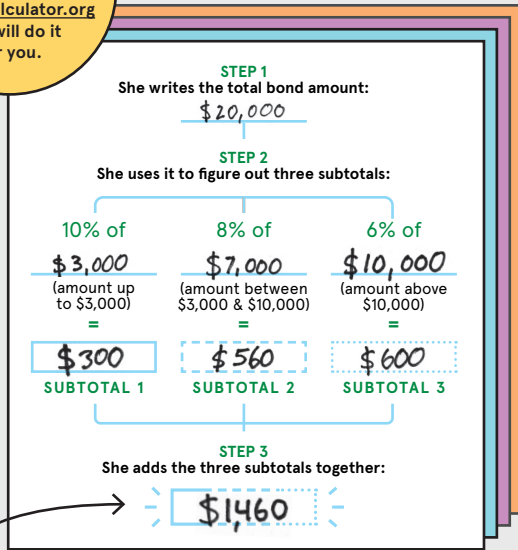 lculator.org
will do it
you.
STEP 1
She writes the total bond amount:
$20,000
STEP 2
She uses it to figure out three subtotals:
10% of
8% of
6% of
$3,000
$7,000
$10,000
(amount up
to $3,000)
(amount between
$3,000 & $10,000)
(amount above
$10,000)
=
=
=
$300
$560
$600
SUBTOTAL 1
SUBTOTAL 2
SUBTOTAL 3
STEP 3
She adds the three subtotals together:
$1,460